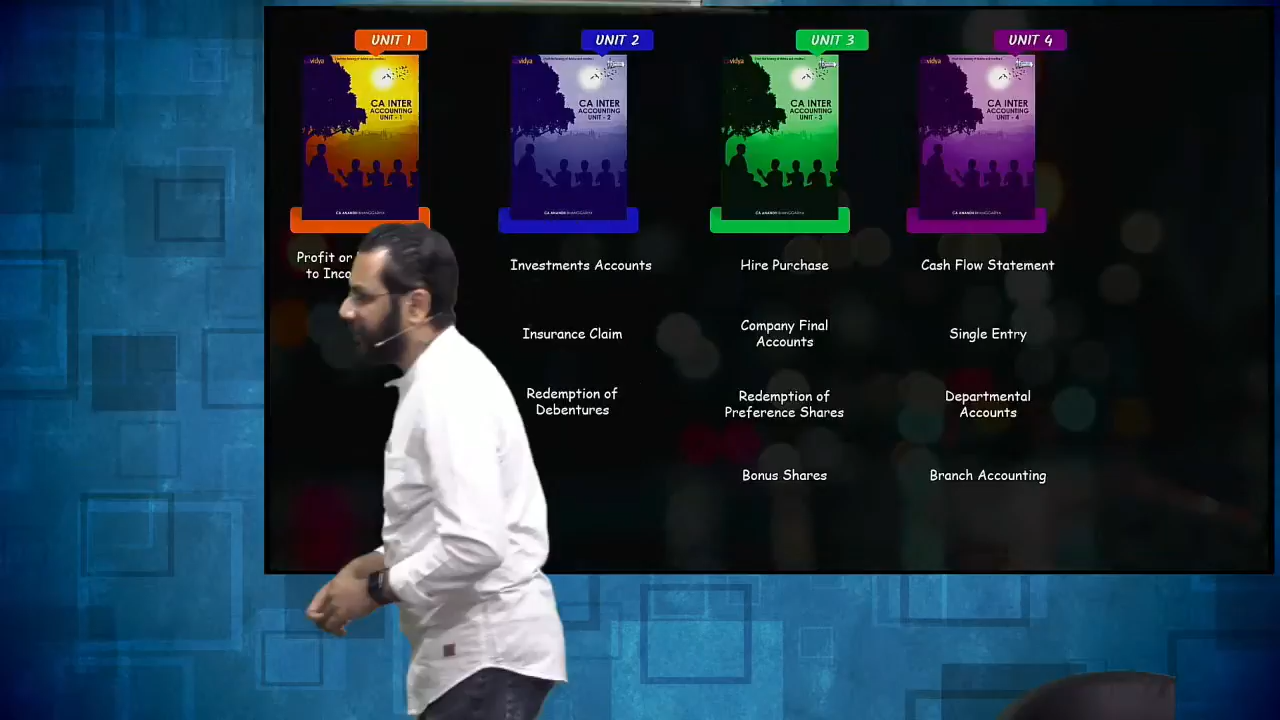 UNIT 1
UNIT 2
UNIT 3
UNIT 4
CA INTER
ACCOUNTING
UNIT - 1
CA INTER
ACCOUNTING
UNIT - 2
CA INTER
ACCOUNTING
UNIT - 3
CA INTER
ACCOUNTING
UNIT - 4
Profit or
to
Investments Accounts
Insurance Claim
Redemption of
Debentures
Hire Purchase
Company Final
Accounts
Redemption of
Preference Shares
Bonus Shares
Cash Flow Statement
Single Entry
Departmental
Accounts
Branch Accounting